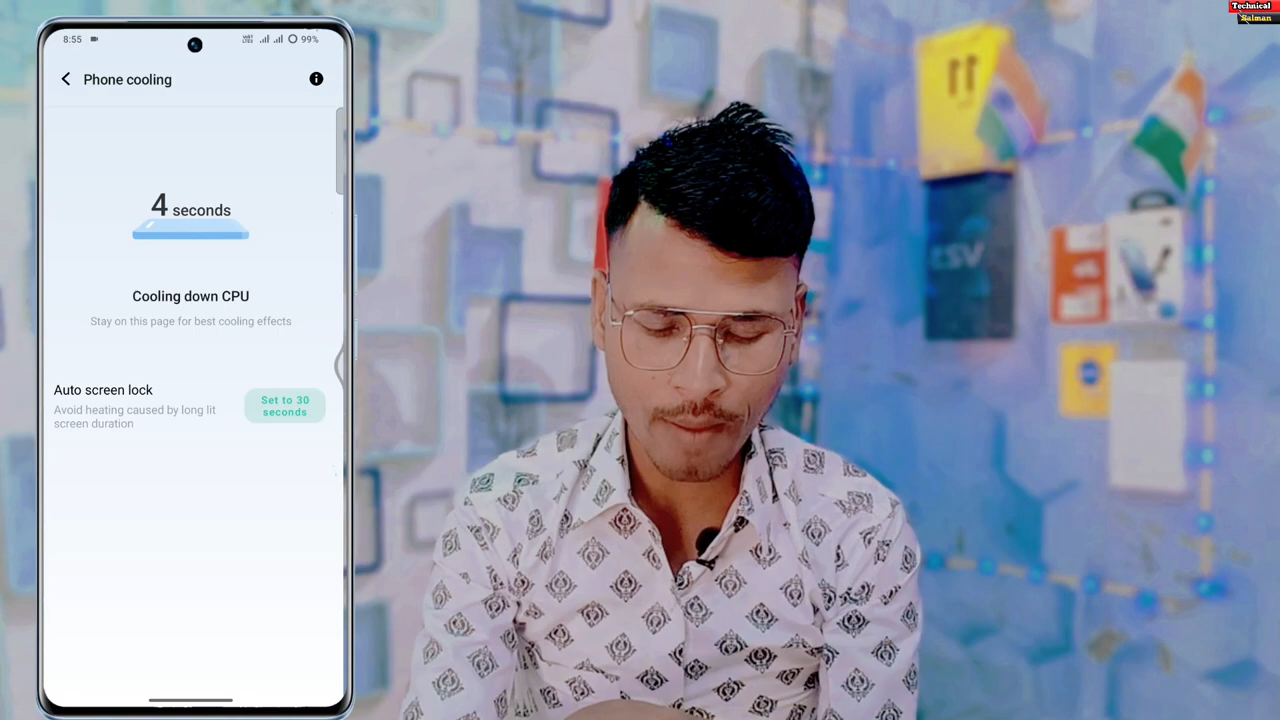 8:55
99%
Phone cooling
4 seconds
Cooling down CPU
Stay on this page for best cooling effects
Auto screen lock
Avoid heating caused by long lit
screen duration
Set to 30
seconds
Technical
Salman
11